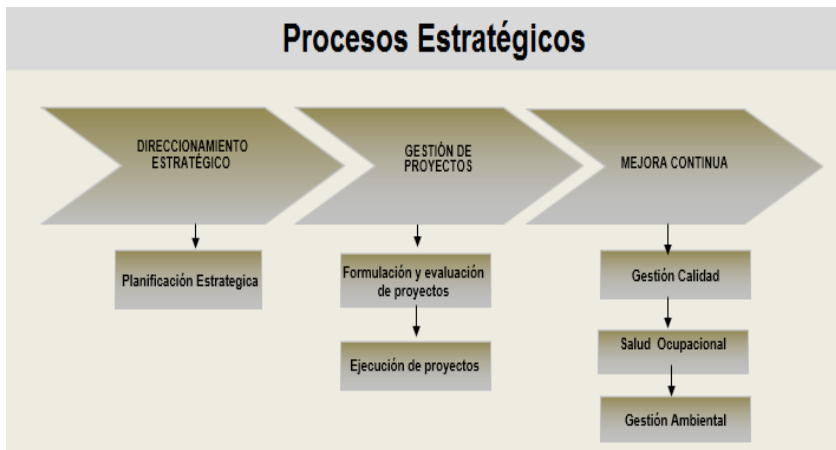 Procesos Estratégicos
DIRECCIONAMIENTO
ESTRATÉGICO
GESTIÓN DE
PROYECTOS
MEJORA CONTINUA
Planificación Estrategica
Formulación y evaluación
de proyectos
Ejecución de proyectos
Gestión Calidad
Salud Ocupacional
Gestión Ambiental